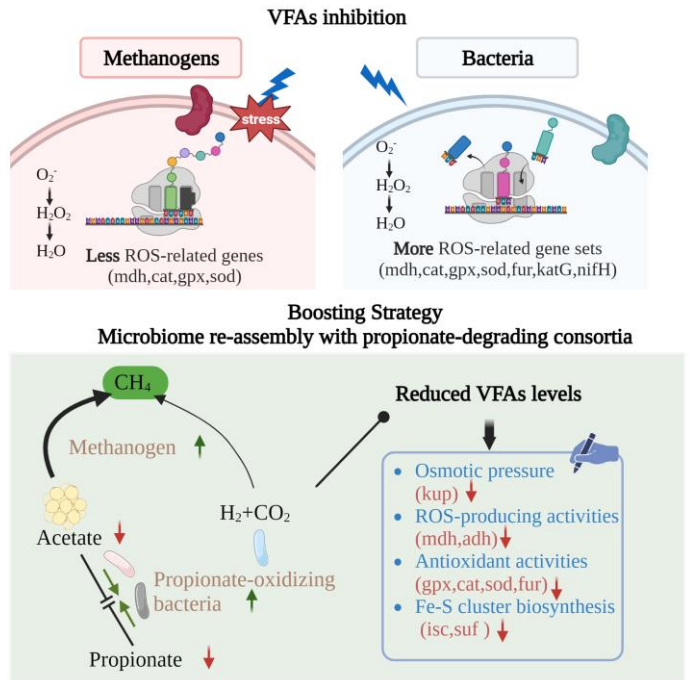 VFAs inhibition
Methanogens
stress
O₂⁻
H₂O₂
H₂O
Less ROS-related genes
(mdh,cat,gpx,sod)
Bacteria
O₂⁻
H₂O₂
H₂O
More ROS-related gene sets
(mdh,cat,gpx,sod,fur,katG,nifH)
Boosting Strategy
Microbiome re-assembly with propionate-degrading consortia
CH₄
Methanogen
H₂+CO₂
Acetate
Propionate-oxidizing
bacteria
Propionate
Reduced VFAs levels
• Osmotic pressure
(kup)
• ROS-producing activities
(mdh,adh)
• Antioxidant activities
(gpx,cat,sod,fur)
• Fe-S cluster biosynthesis
(isc,suf )